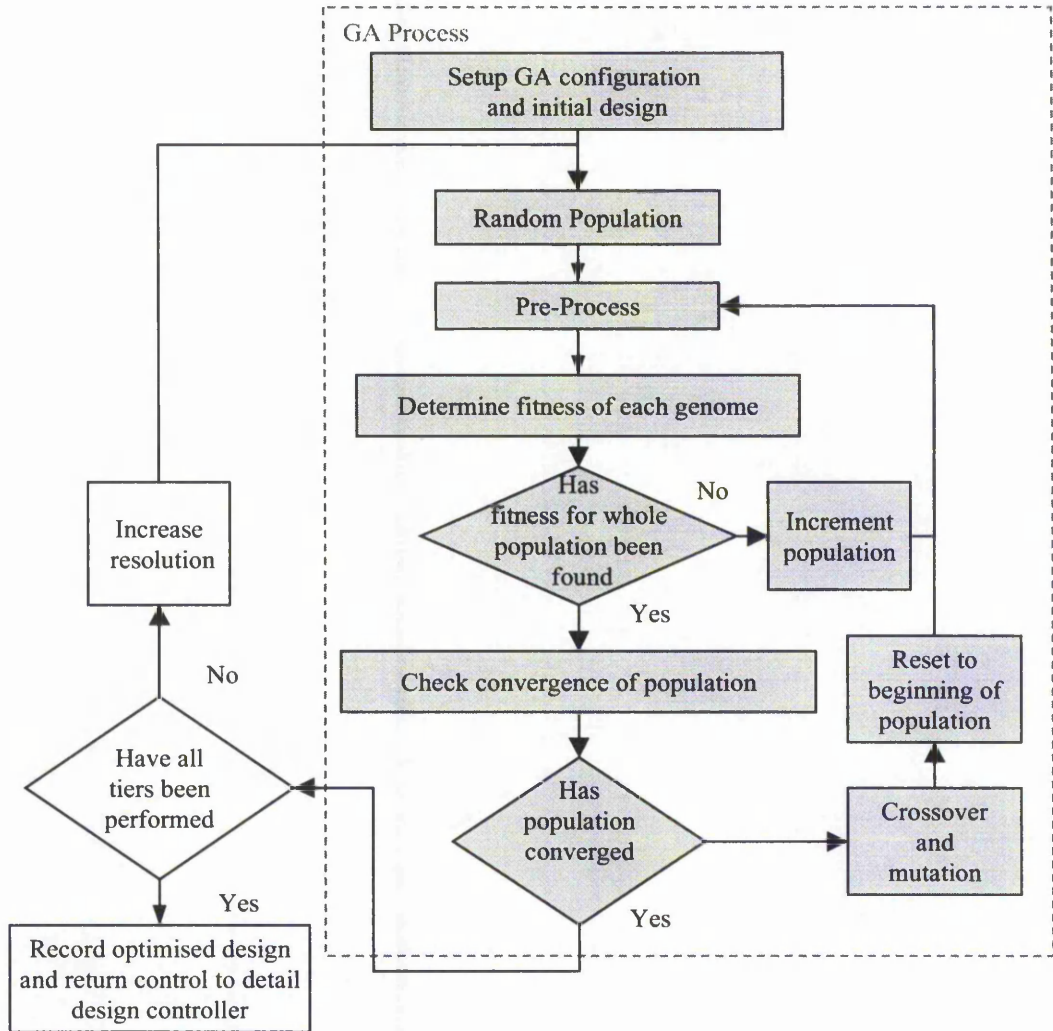 GA Process
Setup GA configuration
and initial design
Random Population
Pre-Process
Determine fitness of each genome
Has
fitness for whole
population been
found
No
Increment
population
Yes
Check convergence of population
Has
population
converged
Crossover
and
mutation
Reset to
beginning of
population
Yes
Have all
tiers been
performed
No
Increase
resolution
Yes
Record optimised design
and return control to detail
design controller